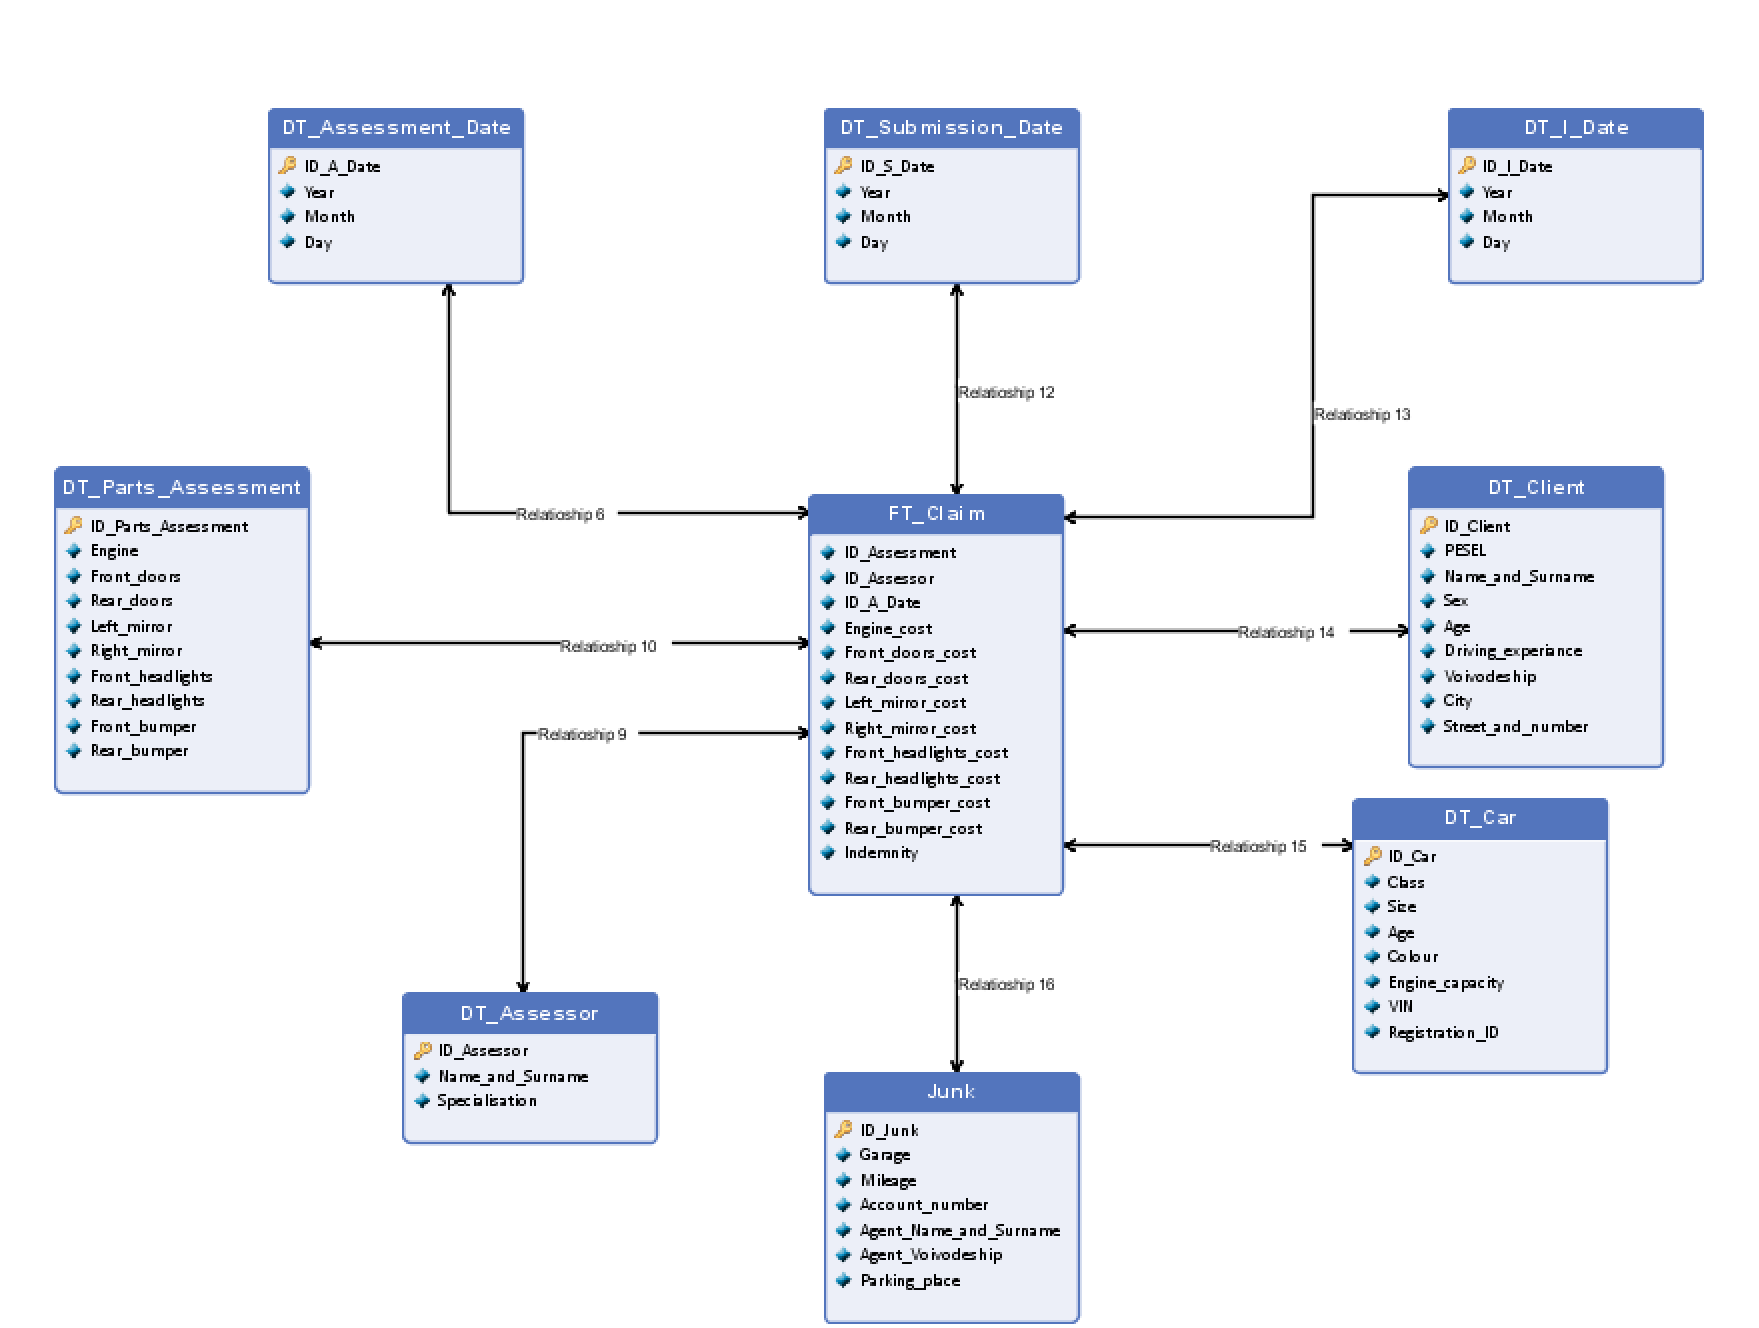 DT_Assessment_Date
ID_A_Date
Year
Month
Day
DT_Submission_Date
ID_S_Date
Year
Month
Day
DT_I_Date
ID_I_Date
Year
Month
Day
Relatioship 12
Relatioship 13
Relatioship 6
DT_Parts_Assessment
ID_Parts_Assessment
Engine
Front_doors
Rear_doors
Left_mirror
Right_mirror
Front_headlights
Rear_headlights
Front_bumper
Rear_bumper
Relatioship 10
Relatioship 9
FT_Claim
ID_Assessment
ID_Assessor
ID_A_Date
Engine_cost
Front_doors_cost
Rear_doors_cost
Left_mirror_cost
Right_mirror_cost
Front_headlights_cost
Rear_headlights_cost
Front_bumper_cost
Rear_bumper_cost
Indemnity
Relatioship 14
DT_Client
ID_Client
PESEL
Name_and_Surname
Sex
Age
Driving_experiance
Voivodeship
City
Street_and_number
Relatioship 15
DT_Car
ID_Car
Class
Size
Age
Colour
Engine_capacity
VIN
Registration_ID
Relatioship 16
DT_Assessor
ID_Assessor
Name_and_Surname
Specialisation
Junk
ID_Junk
Garage
Mileage
Account_number
Agent_Name_and_Surname
Agent_Voivodeship
Parking_place